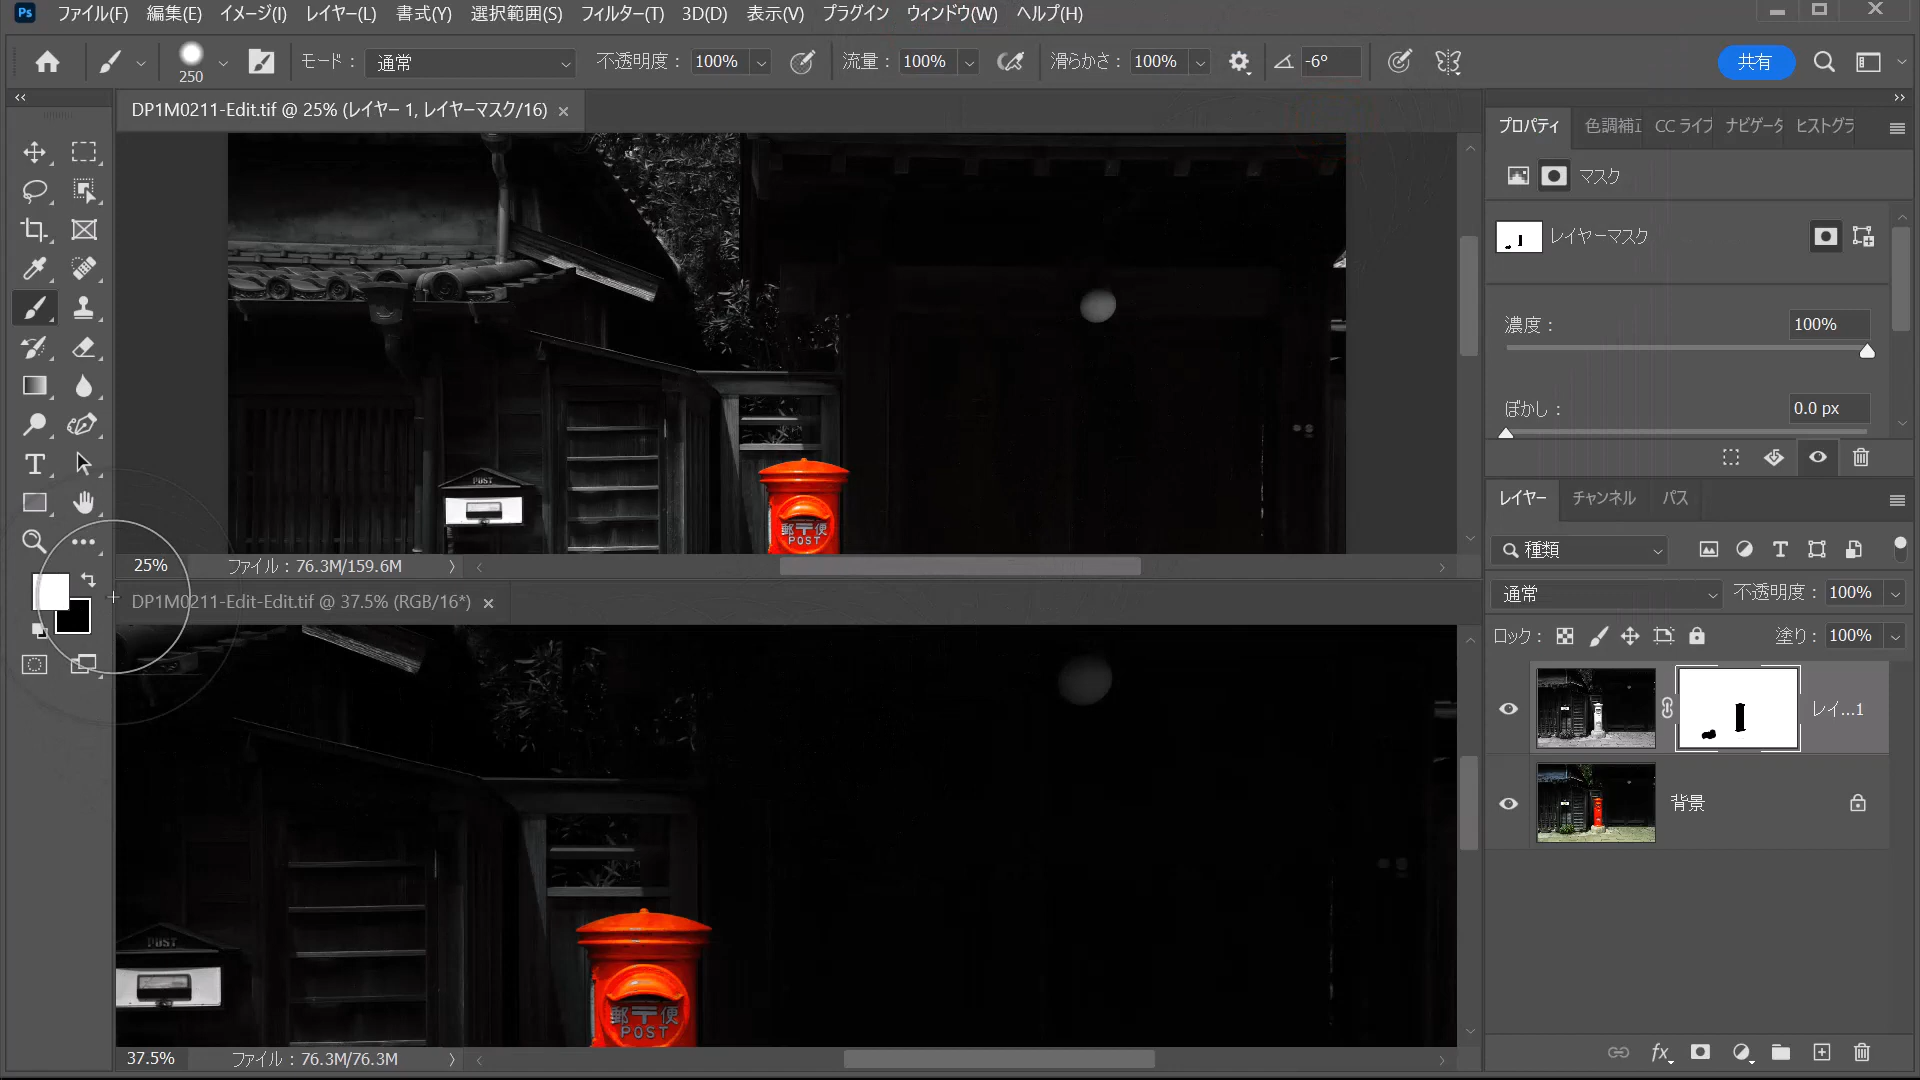 Ps ファイル(F) 編集(E) イメージ(I) レイヤー(L) 書式(Y) 選択範囲(S) フィルター(T) 3D(D) 表示(V) プラグイン ウィンドウ(W) ヘルプ(H)
250 モード： 通常 不透明度： 100% 流量： 100% 滑らかさ： 100% -6° 共有
DP1M0211-Edit.tif @ 25% (レイヤー 1, レイヤーマスク/16)
プロパティ 色調補正 CC ライブ ナビゲータ ヒストグラ
マスク
レイヤーマスク
濃度： 100%
ぼかし： 0.0 px
POST
郵〒便
POST
25% ファイル：76.3M/159.6M
DP1M0211-Edit-Edit.tif @ 37.5% (RGB/16*)
POST
郵〒便
POST
37.5% ファイル：76.3M/76.3M
レイヤー チャンネル パス
種類
通常 不透明度： 100%
ロック： 塗り： 100%
レイ...1
背景
fx